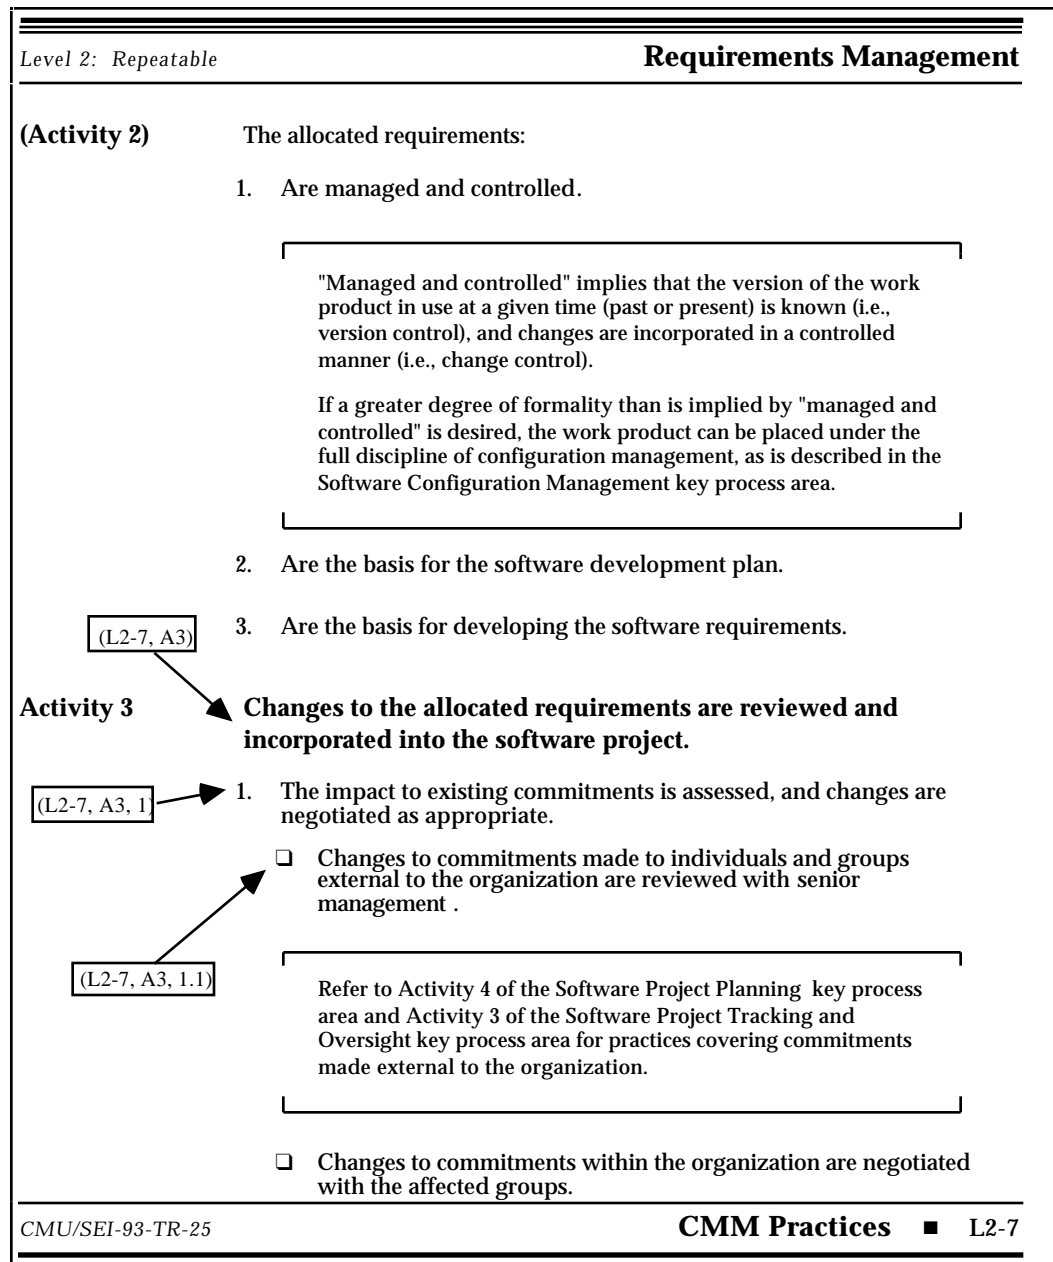 Level 2: Repeatable
Requirements Management
(Activity 2)
The allocated requirements:
1. Are managed and controlled.
"Managed and controlled" implies that the version of the work
product in use at a given time (past or present) is known (i.e.,
version control), and changes are incorporated in a controlled
manner (i.e., change control).
If a greater degree of formality than is implied by "managed and
controlled" is desired, the work product can be placed under the
full discipline of configuration management, as is described in the
Software Configuration Management key process area.
2. Are the basis for the software development plan.
3. Are the basis for developing the software requirements.
(L2-7, A3)
Activity 3
Changes to the allocated requirements are reviewed and
incorporated into the software project.
(L2-7, A3, 1)
1. The impact to existing commitments is assessed, and changes are
negotiated as appropriate.
❏ Changes to commitments made to individuals and groups
external to the organization are reviewed with senior
management .
(L2-7, A3, 1.1)
Refer to Activity 4 of the Software Project Planning key process
area and Activity 3 of the Software Project Tracking and
Oversight key process area for practices covering commitments
made external to the organization.
❏ Changes to commitments within the organization are negotiated
with the affected groups.
CMU/SEI-93-TR-25
CMM Practices ■ L2-7